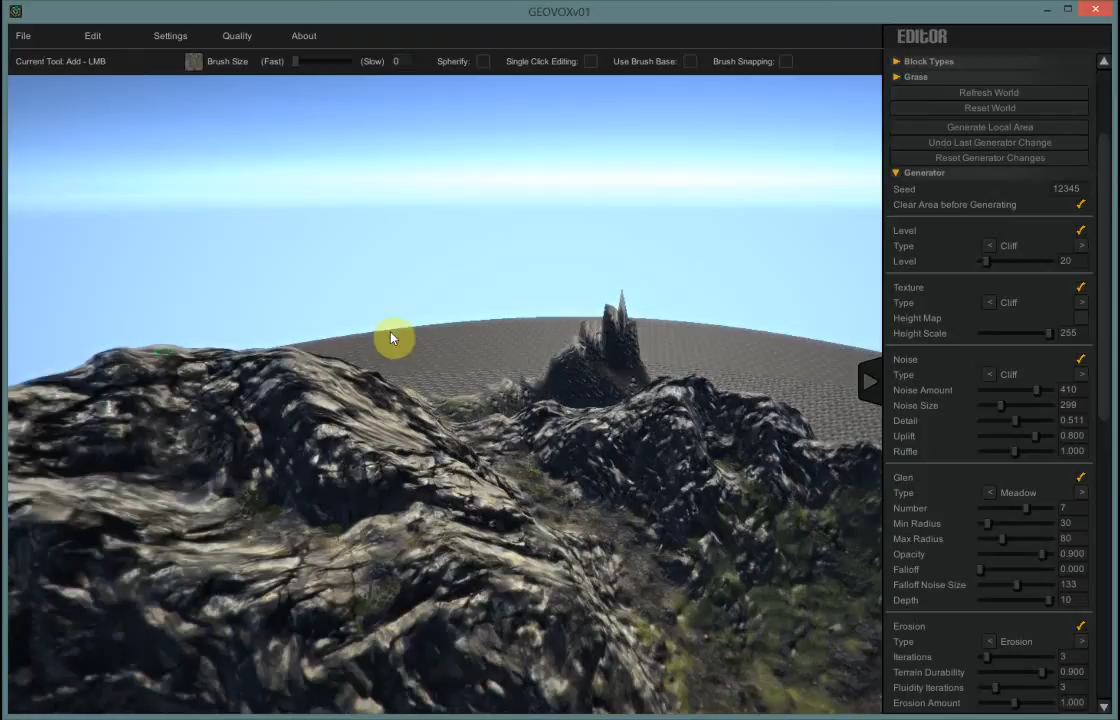 GEOVOXv01
File Edit Settings Quality About
Current Tool: Add - LMB Brush Size (Fast) (Slow) 0 Spherify: Single Click Editing: Use Brush Base: Brush Snapping:
EDITOR
Block Types
Grass
Refresh World
Reset World
Generate Local Area
Undo Last Generator Change
Reset Generator Changes
Generator
Seed 12345
Clear Area before Generating
Level
Type < Cliff >
Level 20
Texture
Type < Cliff >
Height Map
Height Scale 255
Noise
Type < Cliff >
Noise Amount 410
Noise Size 299
Detail 0.511
Uplift 0.800
Ruffle 1.000
Glen
Type < Meadow >
Number 7
Min Radius 30
Max Radius 80
Opacity 0.900
Falloff 0.000
Falloff Noise Size 133
Depth 10
Erosion
Type < Erosion >
Iterations 3
Terrain Durability 0.900
Fluidity Iterations 3
Erosion Amount 1.000